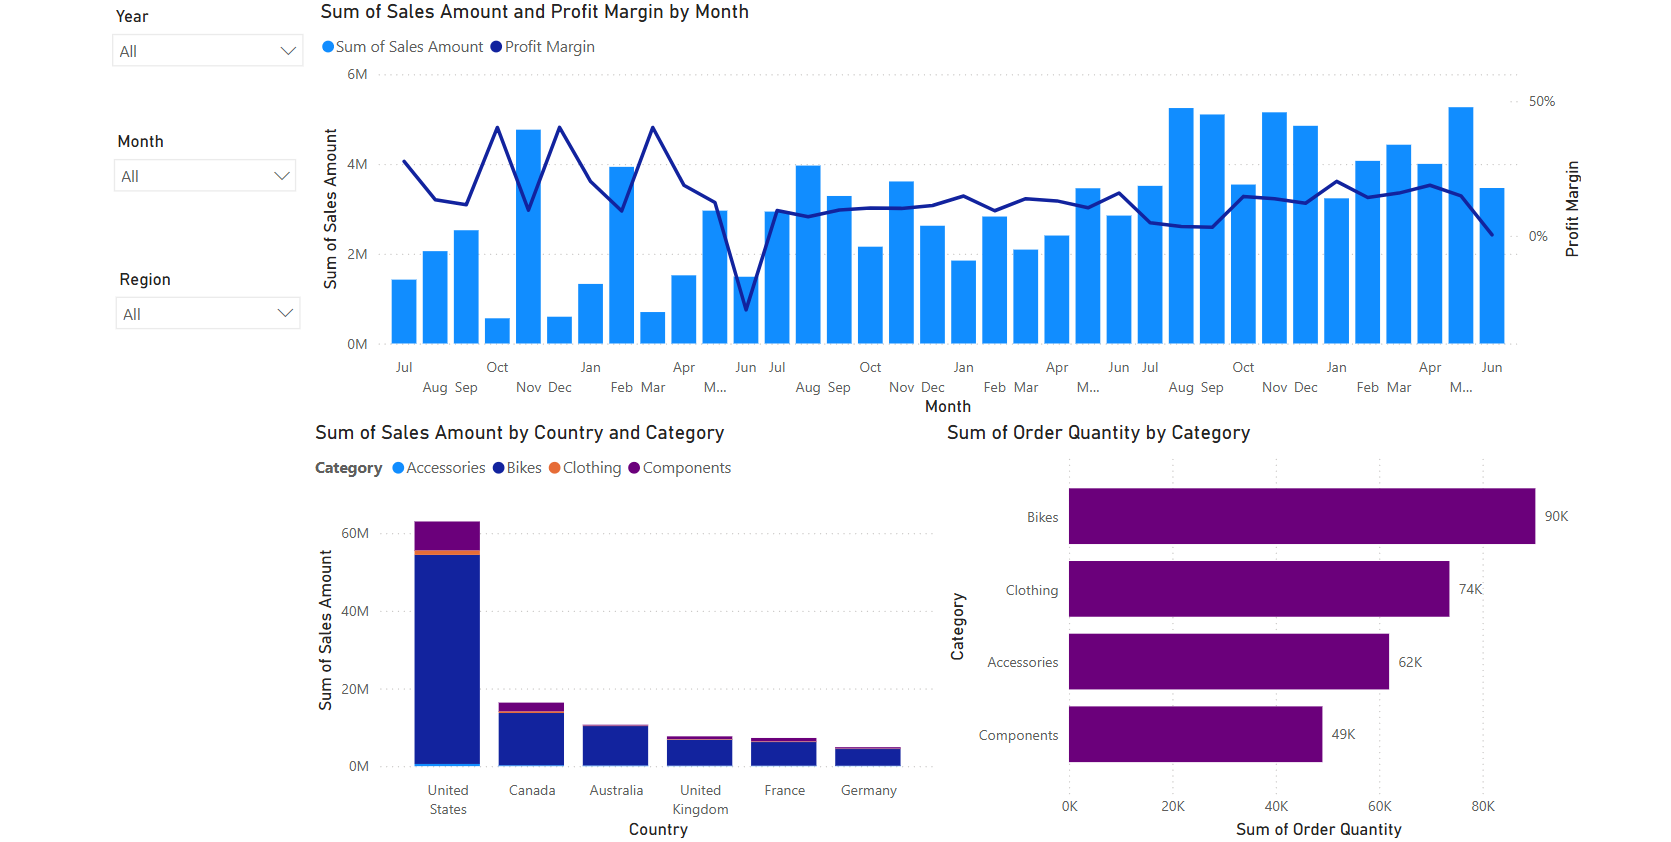 Year
All
Month
All
Region
All
Sum of Sales Amount and Profit Margin by Month
Sum of Sales Amount Profit Margin
6M
4M
2M
0M
Sum of Sales Amount
50%
0%
Profit Margin
Jul Aug Sep Oct Nov Dec Jan Feb Mar Apr M... Jun Jul Aug Sep Oct Nov Dec Jan Feb Mar Apr M... Jun Jul Aug Sep Oct Nov Dec Jan Feb Mar Apr M... Jun
Month
Sum of Sales Amount by Country and Category
Category Accessories Bikes Clothing Components
60M
40M
20M
0M
Sum of Sales Amount
United States
Canada
Australia
United Kingdom
France
Germany
Country
Sum of Order Quantity by Category
Category
Bikes 90K
Clothing 74K
Accessories 62K
Components 49K
0K 20K 40K 60K 80K
Sum of Order Quantity